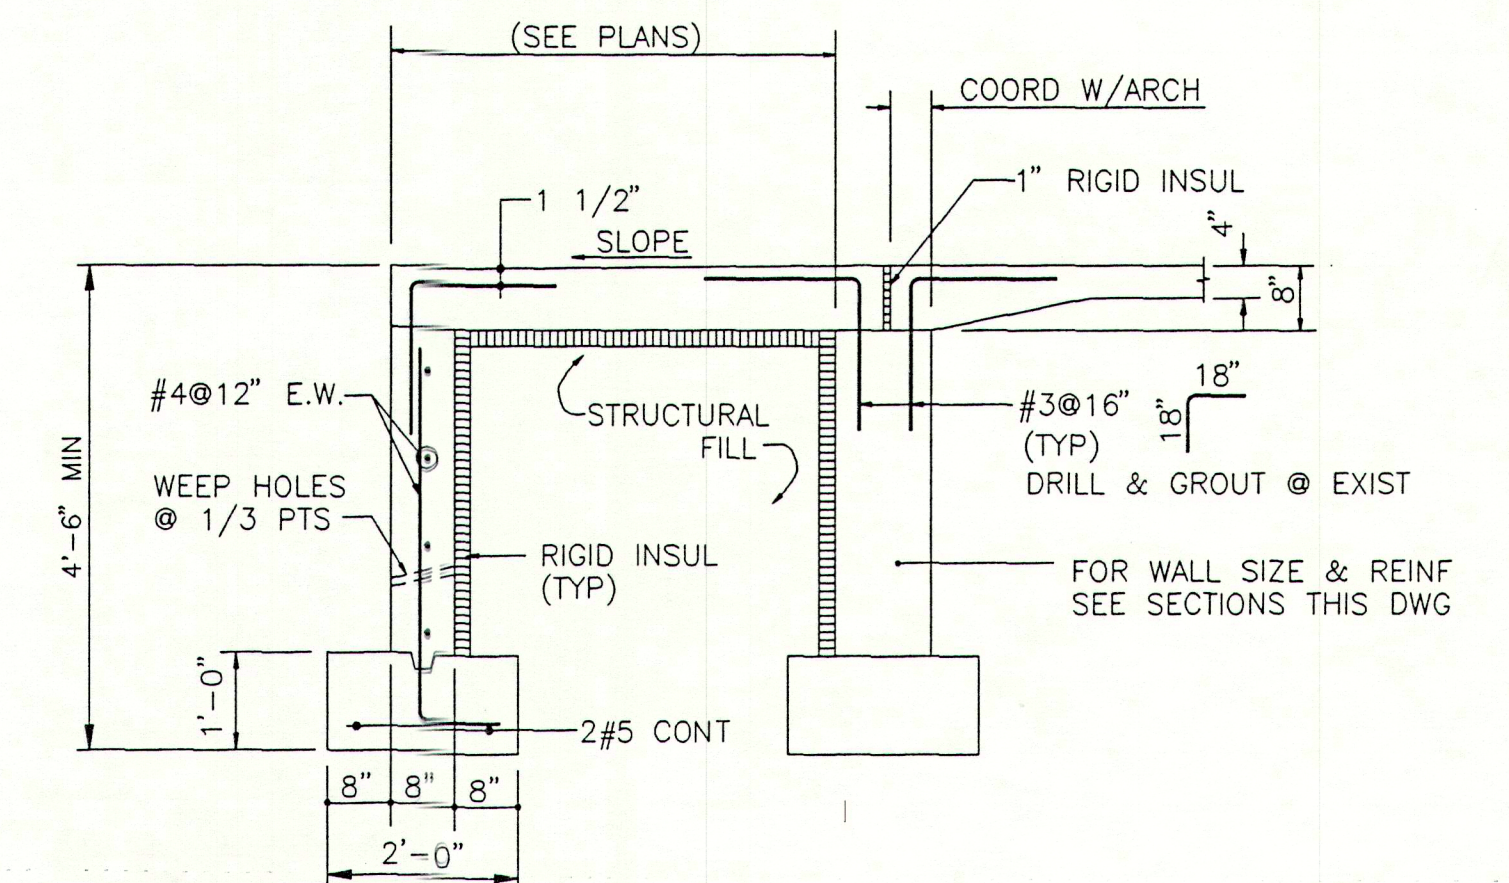 (SEE PLANS)
COORD W/ARCH
1" RIGID INSUL
1 1/2"
SLOPE
4"
8"
#4@12" E.W.
STRUCTURAL
FILL
18"
18"
#3@16"
(TYP)
DRILL & GROUT @ EXIST
4'-6" MIN
WEEP HOLES
@ 1/3 PTS
RIGID INSUL
(TYP)
FOR WALL SIZE & REINF
SEE SECTIONS THIS DWG
1'-0"
2#5 CONT
8" 8" 8"
2'-0"